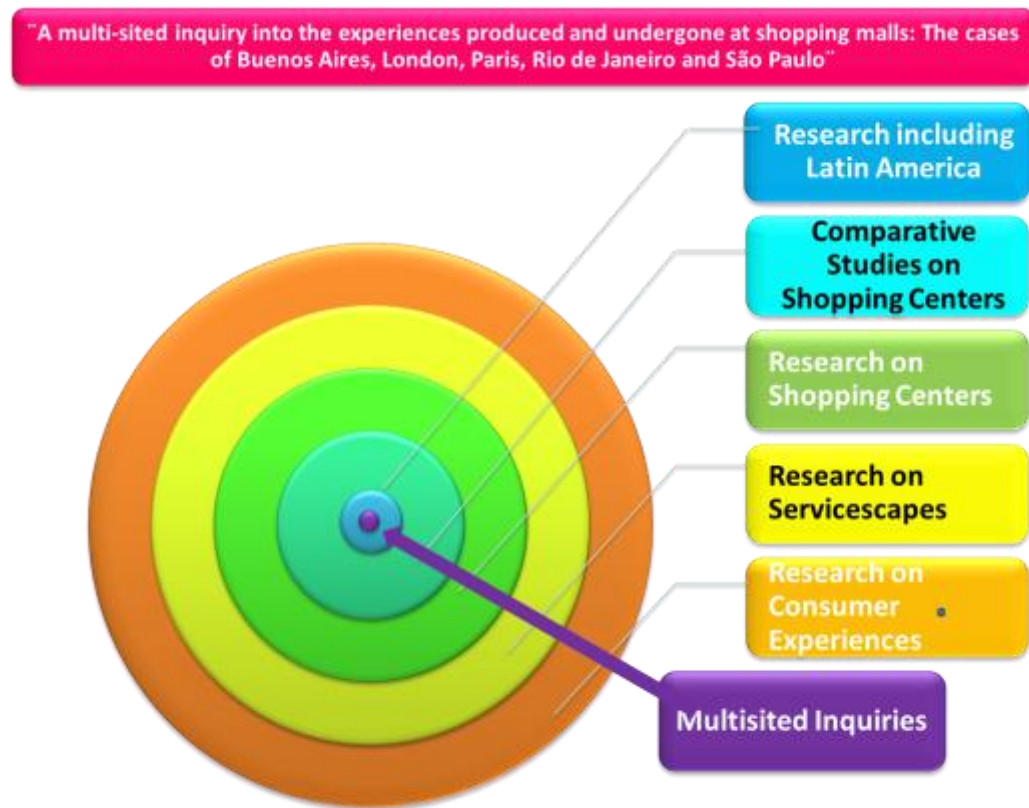 ¨A multi-sited inquiry into the experiences produced and undergone at shopping malls: The cases
of Buenos Aires, London, Paris, Rio de Janeiro and São Paulo¨
Research including
Latin America
Comparative
Studies on
Shopping Centers
Research on
Shopping Centers
Research on
Servicescapes
Research on
Consumer
Experiences
Multisited Inquiries